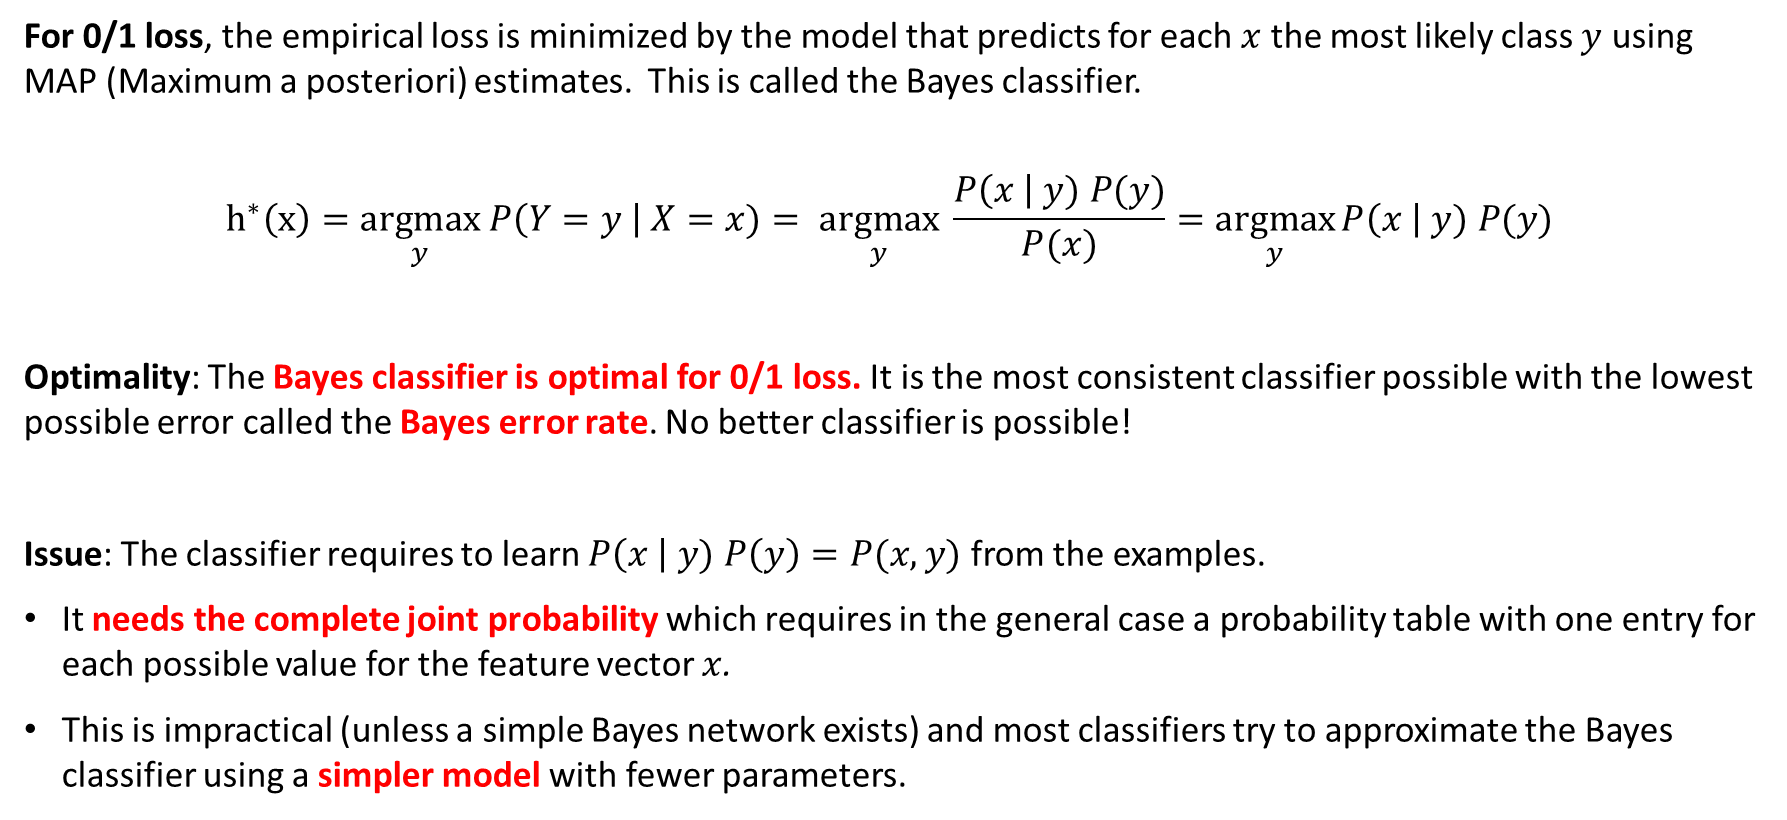 For 0/1 loss, the empirical loss is minimized by the model that predicts for each x the most likely class y using
MAP (Maximum a posteriori) estimates.  This is called the Bayes classifier.
h*(x) = argmax_y P(Y = y | X = x) = argmax_y P(x | y) P(y) / P(x) = argmax_y P(x | y) P(y)
Optimality: The Bayes classifier is optimal for 0/1 loss. It is the most consistent classifier possible with the lowest
possible error called the Bayes error rate. No better classifier is possible!
Issue: The classifier requires to learn P(x | y) P(y) = P(x, y) from the examples.
• It needs the complete joint probability which requires in the general case a probability table with one entry for
each possible value for the feature vector x.
• This is impractical (unless a simple Bayes network exists) and most classifiers try to approximate the Bayes
classifier using a simpler model with fewer parameters.